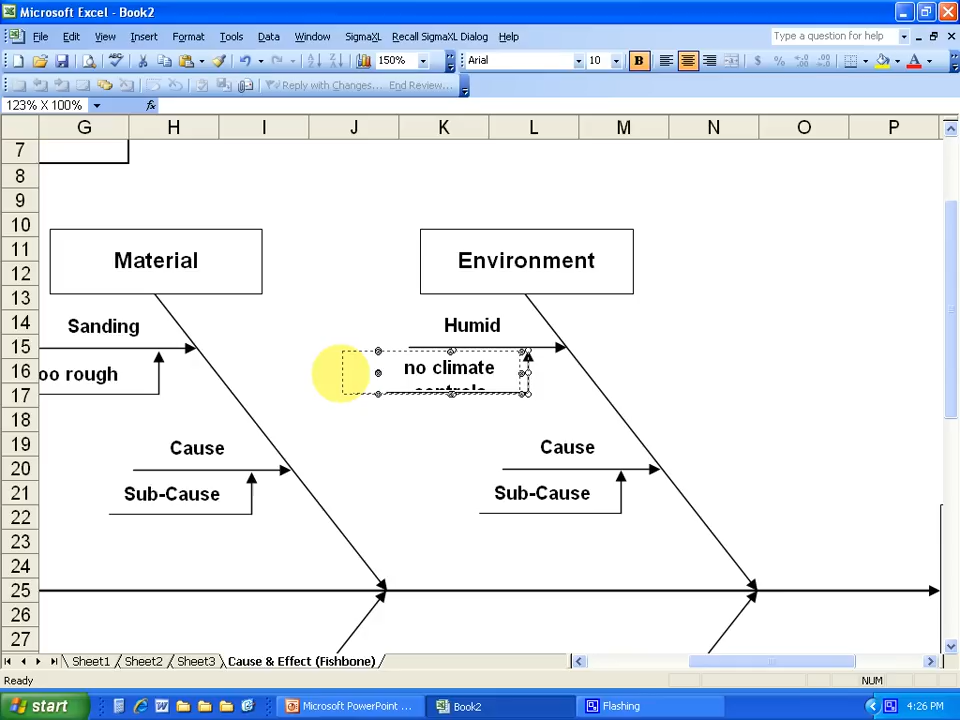 Microsoft Excel - Book2
File Edit View Insert Format Tools Data Window SigmaXL Recall SigmaXL Dialog Help
Type a question for help
150% Arial 10 B
Reply with Changes... End Review...
123% X 100% fx
G H I J K L M N O P
7
8
9
10
11
12
13
14
15
16
17
18
19
20
21
22
23
24
25
26
27
Material Environment
Sanding Humid
oo rough no climate
controls
Cause Cause
Sub-Cause Sub-Cause
Sheet1 Sheet2 Sheet3 Cause & Effect (Fishbone)
Ready NUM
start Microsoft PowerPoint ... Book2 Flashing 4:26 PM